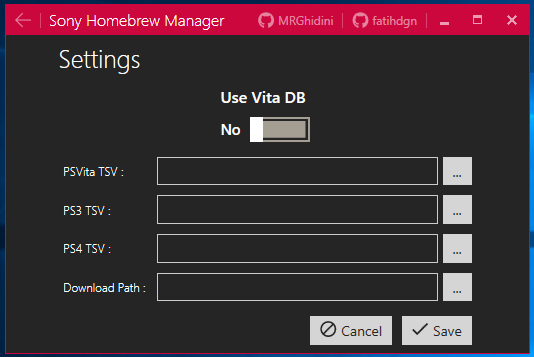 Sony Homebrew Manager MRGhidini fatihdgn
Settings
Use Vita DB
No
PSVita TSV : ...
PS3 TSV : ...
PS4 TSV : ...
Download Path : ...
Cancel Save